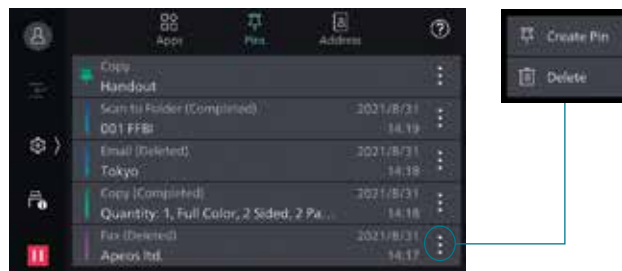 Apps
Pins
Address
Copy
Handout
Scan to Folder (Completed)
2021/8/31
001 FFBI
14:19
Email (Deleted)
2021/8/31
Tokyo
14:18
Copy (Completed)
2021/8/31
Quantity: 1, Full Color, 2 Sided, 2 Pa...
14:18
Fax (Deleted)
2021/8/31
Apeos ltd.
14:17
Create Pin
Delete